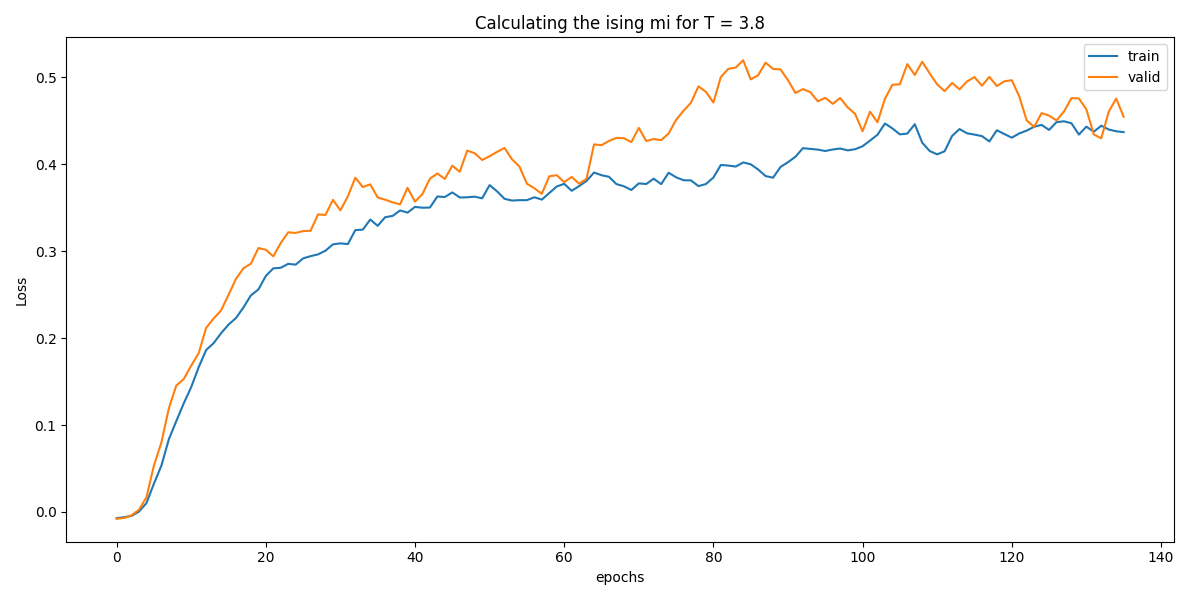 Calculating the ising mi for T = 3.8
train
valid
Loss
0.5
0.4
0.3
0.2
0.1
0.0
0 20 40 60 80 100 120 140
epochs